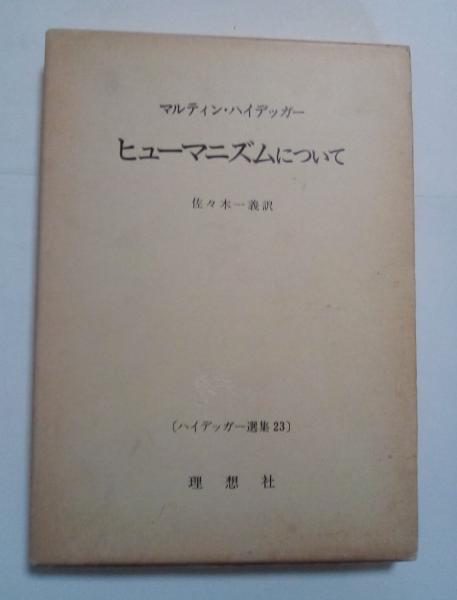 マルティン・ハイデッガー
ヒューマニズムについて
佐々木一義訳
〔ハイデッガー選集23〕
理想社